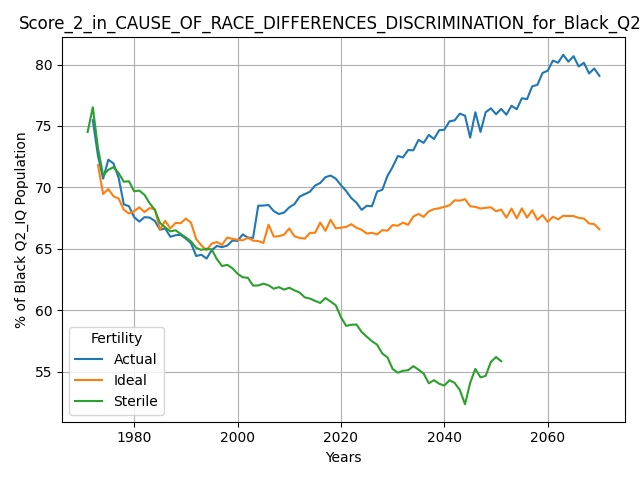 Score_2_in_CAUSE_OF_RACE_DIFFERENCES_DISCRIMINATION_for_Black_Q2
80
75
70
65
60
55
% of Black Q2_IQ Population
Fertility
Actual
Ideal
Sterile
1980 2000 2020 2040 2060
Years